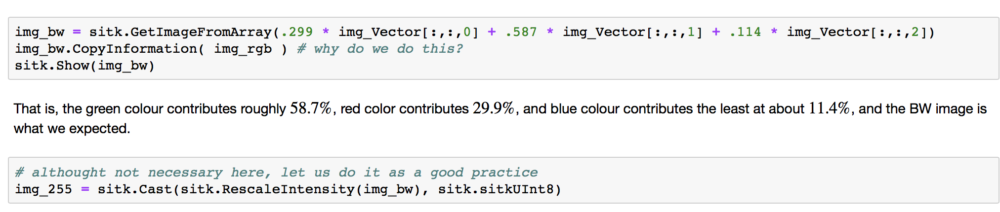 img_bw = sitk.GetImageFromArray(.299 * img_Vector[:,:,0] + .587 * img_Vector[:,:,1] + .114 * img_Vector[:,:,2])
img_bw.CopyInformation( img_rgb ) # why do we do this?
sitk.Show(img_bw)
That is, the green colour contributes roughly 58.7%, red color contributes 29.9%, and blue colour contributes the least at about 11.4%, and the BW image is
what we expected.
# althought not necessary here, let us do it as a good practice
img_255 = sitk.Cast(sitk.RescaleIntensity(img_bw), sitk.sitkUInt8)